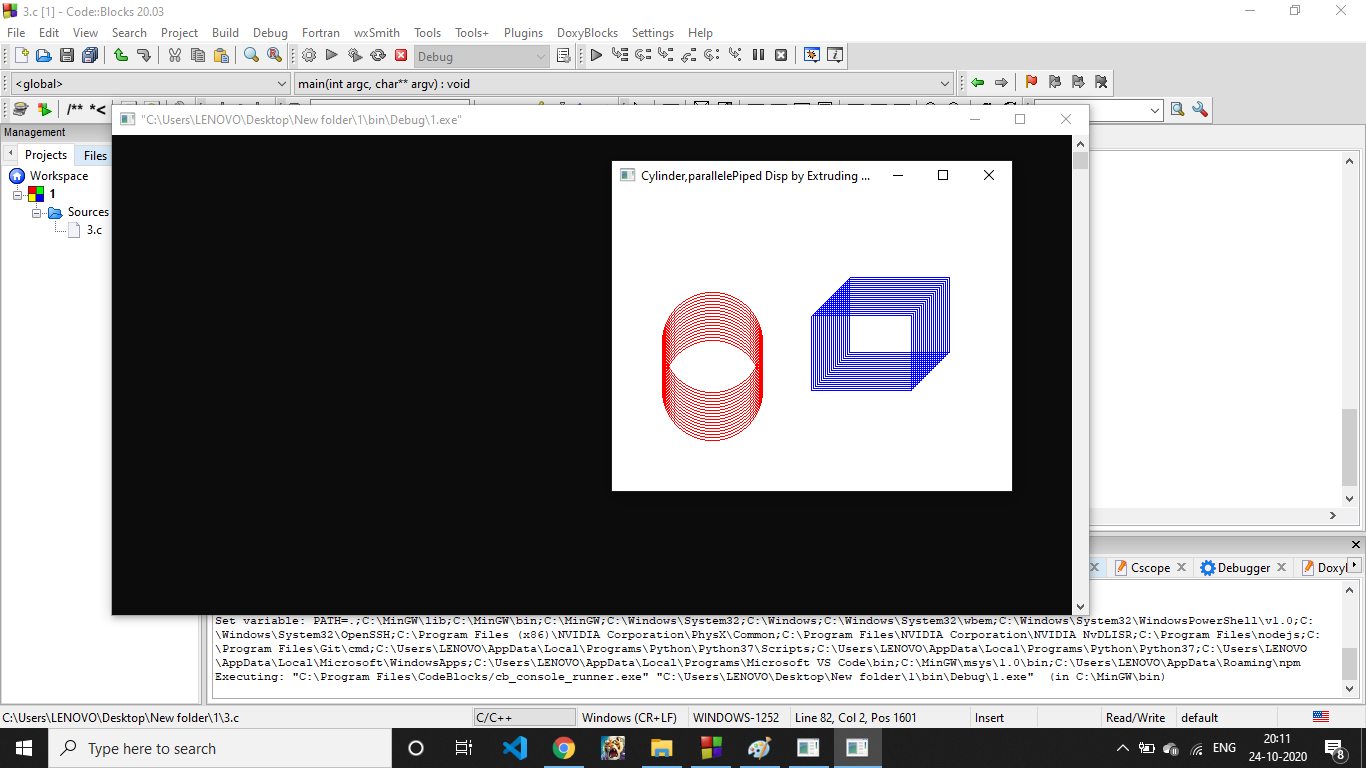 3.c [1] - Code::Blocks 20.03
File Edit View Search Project Build Debug Fortran wxSmith Tools Tools+ Plugins DoxyBlocks Settings Help
Debug
<global> main(int argc, char** argv) : void
/** *<
"C:\Users\LENOVO\Desktop\New folder\1\bin\Debug\1.exe"
Management
Projects Files
Workspace
1
Sources
3.c
Cylinder,parallelePiped Disp by Extruding ...
Cscope Debugger Doxyl
Set variable: PATH=.;C:\MinGW\lib;C:\MinGW\bin;C:\MinGW;C:\Windows\System32;C:\Windows;C:\Windows\System32\wbem;C:\Windows\System32\WindowsPowerShell\v1.0;C:
\Windows\System32\OpenSSH;C:\Program Files (x86)\NVIDIA Corporation\PhysX\Common;C:\Program Files\NVIDIA Corporation\NVIDIA NvDLISR;C:\Program Files\nodejs;C:
\Program Files\Git\cmd;C:\Users\LENOVO\AppData\Local\Programs\Python\Python37\Scripts;C:\Users\LENOVO\AppData\Local\Programs\Python\Python37;C:\Users\LENOVO
\AppData\Local\Microsoft\WindowsApps;C:\Users\LENOVO\AppData\Local\Programs\Microsoft VS Code\bin;C:\MinGW\msys\1.0\bin;C:\Users\LENOVO\AppData\Roaming\npm
Executing: "C:\Program Files\CodeBlocks/cb_console_runner.exe" "C:\Users\LENOVO\Desktop\New folder\1\bin\Debug\1.exe"  (in C:\MinGW\bin)
C:\Users\LENOVO\Desktop\New folder\1\3.c C/C++ Windows (CR+LF) WINDOWS-1252 Line 82, Col 2, Pos 1601 Insert Read/Write default
Type here to search
ENG
20:11
24-10-2020
8